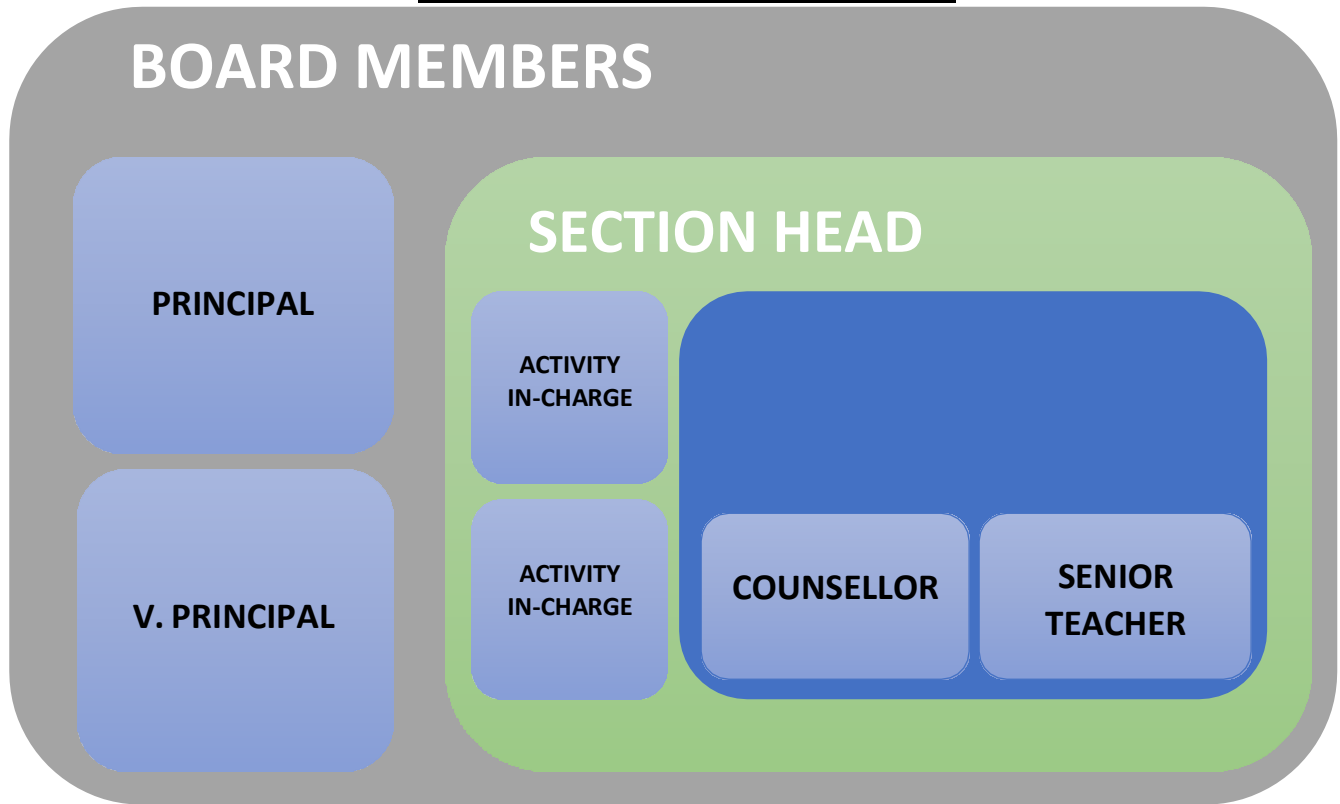 BOARD MEMBERS
PRINCIPAL
V. PRINCIPAL
SECTION HEAD
ACTIVITY
IN-CHARGE
ACTIVITY
IN-CHARGE
COUNSELLOR
SENIOR
TEACHER